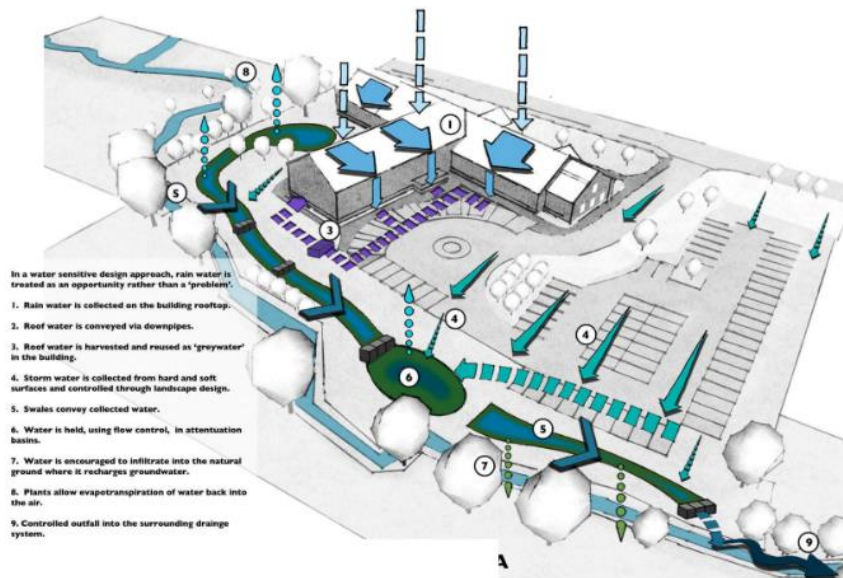 8
1
5
3
In a water sensitive design approach, rain water is
treated as an opportunity rather than a 'problem'.
1. Rain water is collected on the building rooftop.
2. Roof water is conveyed via downpipes.
3. Roof water is harvested and reused as 'greywater'
in the building.
4. Storm water is collected from hard and soft
surfaces and controlled through landscape design.
5. Swales convey collected water.
6. Water is held, using flow control, in attentuation
basins.
7. Water is encouraged to infiltrate into the natural
ground where it recharges groundwater.
8. Plants allow evapotranspiration of water back into
the air.
9. Controlled outfall into the surrounding drainge
system.
4
4
6
5
7
9
A